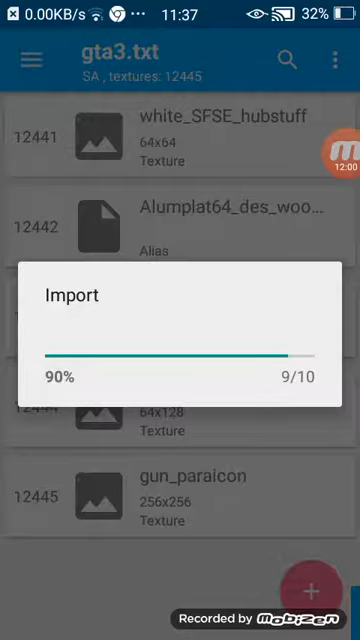 0.00KB/s ... 11:37 32%
gta3.txt
SA , textures: 12445
12:00
12441
white_SFSE_hubstuff
64x64
Texture
12442
Alumplat64_des_woo...
Alias
Import
90% 9/10
64x128
Texture
12445
gun_paraicon
256x256
Texture
+
Recorded by Mobizen